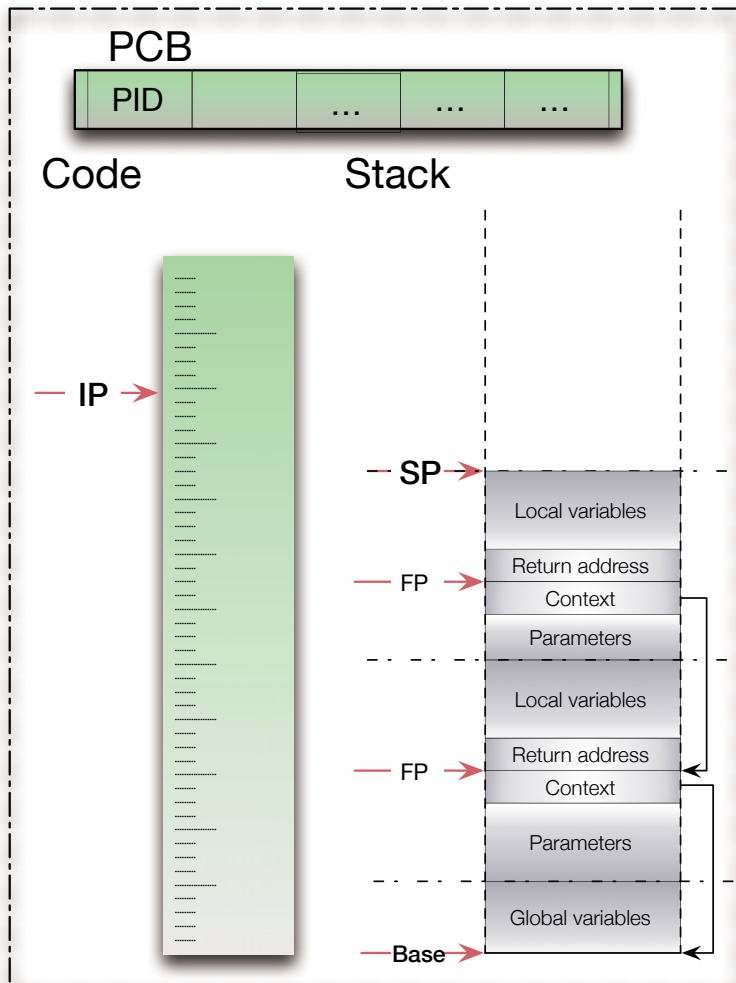 PCB
PID ... ... ...
Code Stack
IP
SP
Local variables
Return address
FP
Context
Parameters
Local variables
Return address
FP
Context
Parameters
Global variables
Base